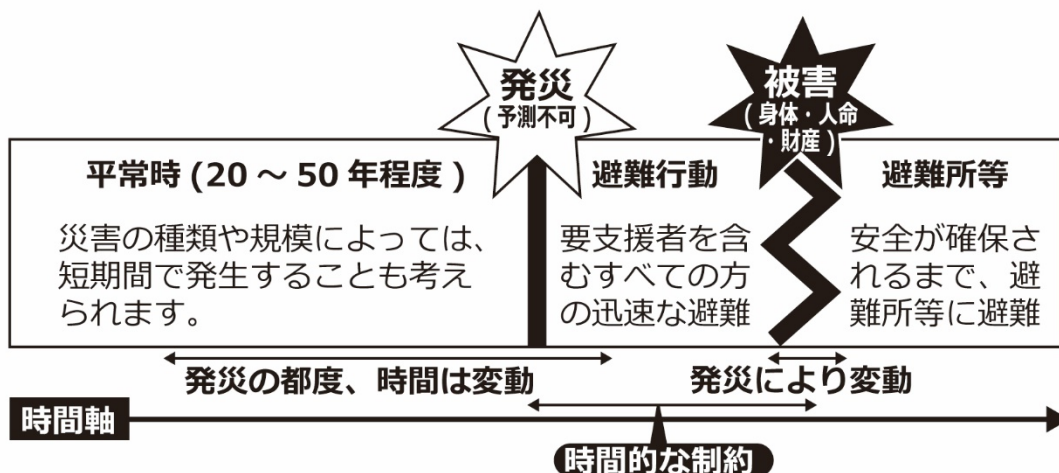 発災
(予測不可)
被害
(身体・人命
・財産)
平常時 (20 ～ 50 年程度 )
災害の種類や規模によっては、
短期間で発生することも考え
られます。
避難行動
要支援者を含
むすべての方
の迅速な避難
避難所等
安全が確保さ
れるまで、避
難所等に避難
発災の都度、時間は変動
発災により変動
時間軸
時間的な制約